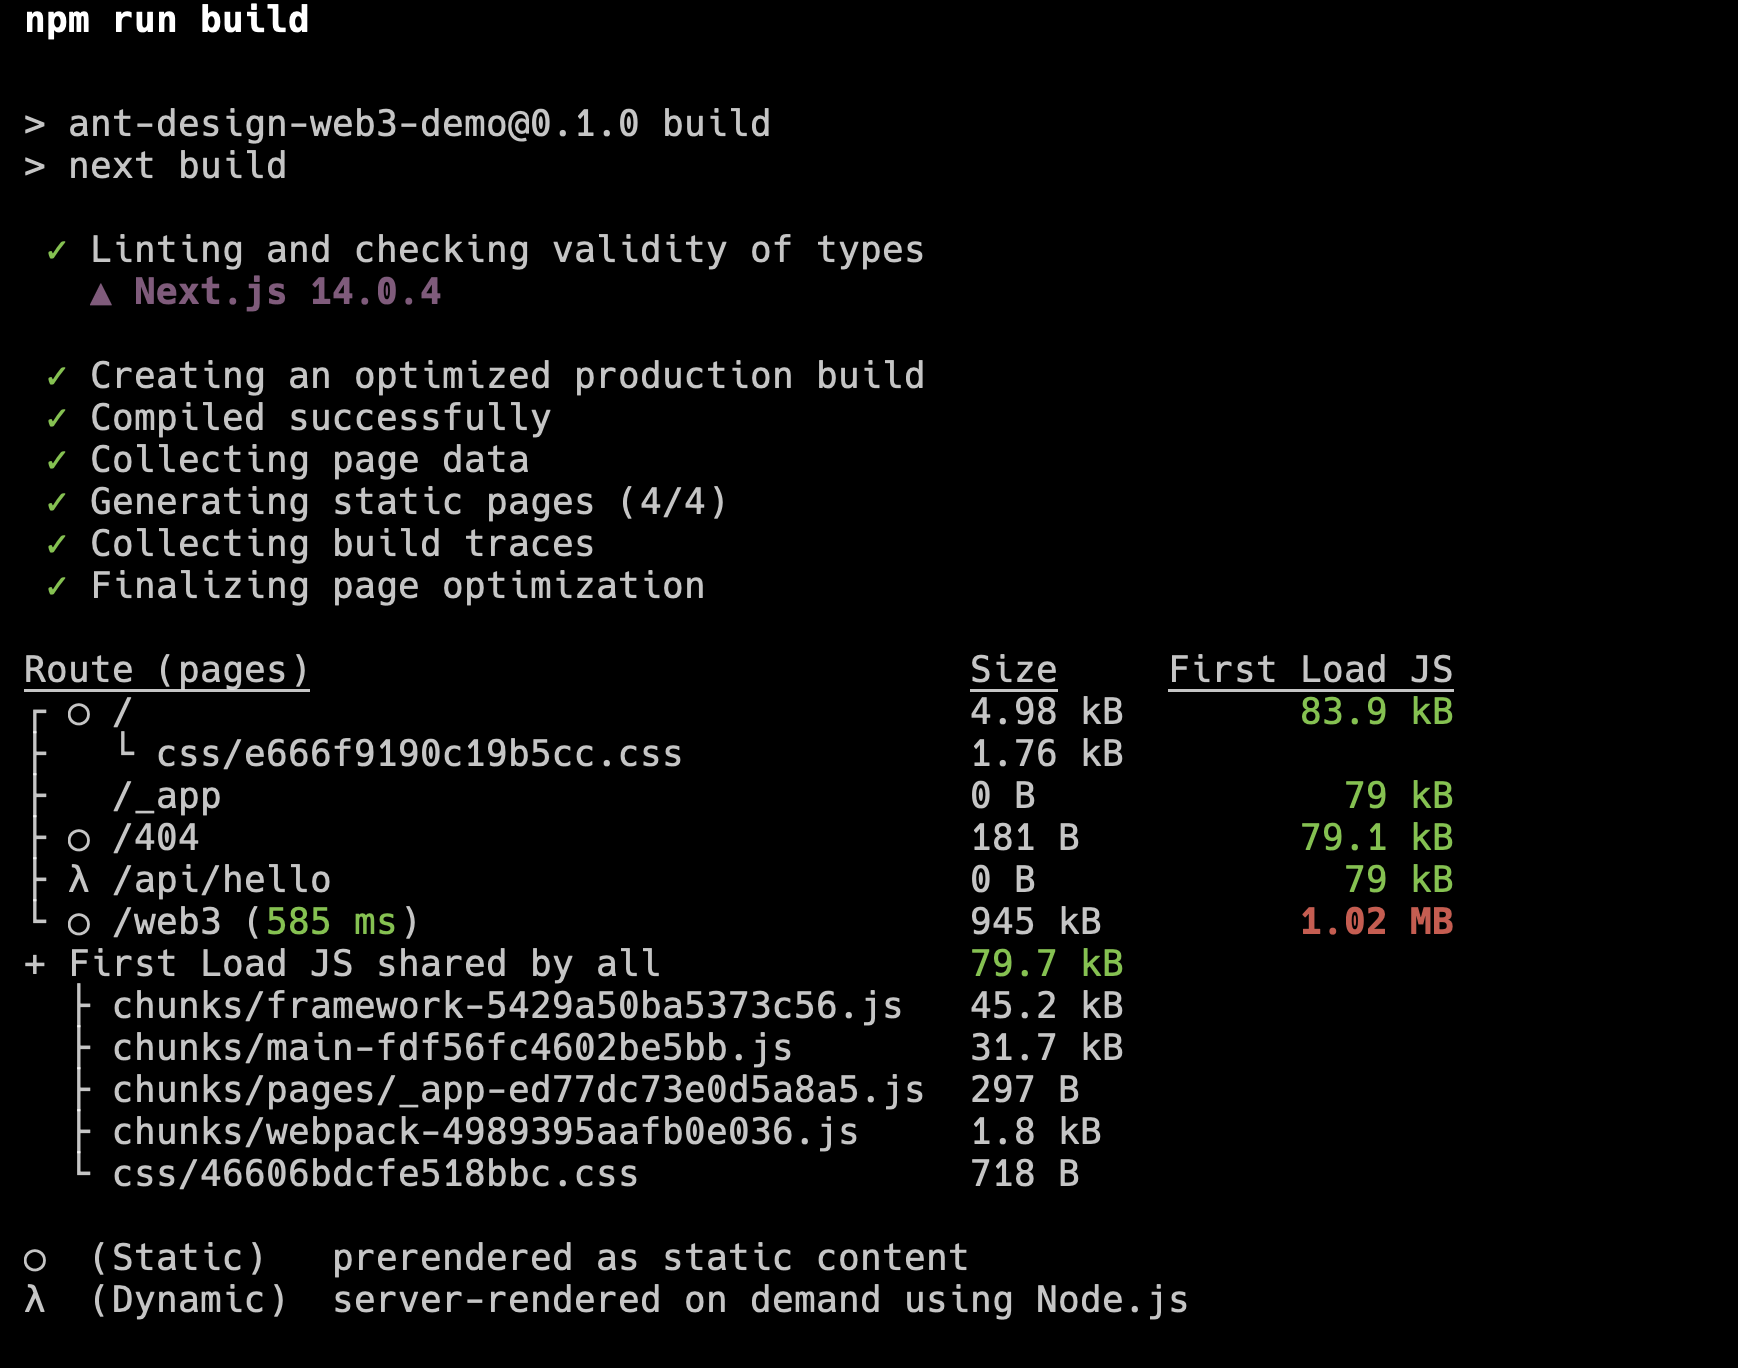 npm run build
> ant-design-web3-demo@0.1.0 build
> next build
✓ Linting and checking validity of types
▲ Next.js 14.0.4
✓ Creating an optimized production build
✓ Compiled successfully
✓ Collecting page data
✓ Generating static pages (4/4)
✓ Collecting build traces
✓ Finalizing page optimization
Route (pages) Size First Load JS
┌ ○ / 4.98 kB 83.9 kB
├ └ css/e666f9190c19b5cc.css 1.76 kB
├ /_app 0 B 79 kB
├ ○ /404 181 B 79.1 kB
├ λ /api/hello 0 B 79 kB
└ ○ /web3 (585 ms) 945 kB 1.02 MB
+ First Load JS shared by all 79.7 kB
├ chunks/framework-5429a50ba5373c56.js 45.2 kB
├ chunks/main-fdf56fc4602be5bb.js 31.7 kB
├ chunks/pages/_app-ed77dc73e0d5a8a5.js 297 B
├ chunks/webpack-4989395aafb0e036.js 1.8 kB
└ css/46606bdcfe518bbc.css 718 B
○ (Static) prerendered as static content
λ (Dynamic) server-rendered on demand using Node.js